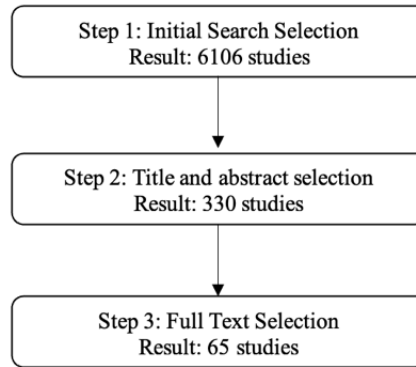 Step 1: Initial Search Selection
Result: 6106 studies
Step 2: Title and abstract selection
Result: 330 studies
Step 3: Full Text Selection
Result: 65 studies